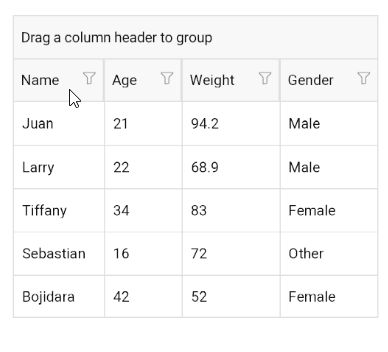 Drag a column header to group
Name Age Weight Gender
Juan 21 94.2 Male
Larry 22 68.9 Male
Tiffany 34 83 Female
Sebastian 16 72 Other
Bojidara 42 52 Female